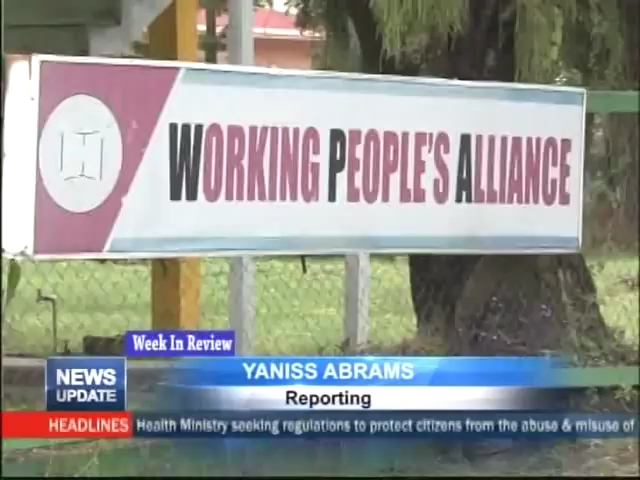 WORKING PEOPLE'S ALLIANCE
Week In Review
NEWS
UPDATE
YANISS ABRAMS
Reporting
HEADLINES
Health Ministry seeking regulations to protect citizens from the abuse & misuse of